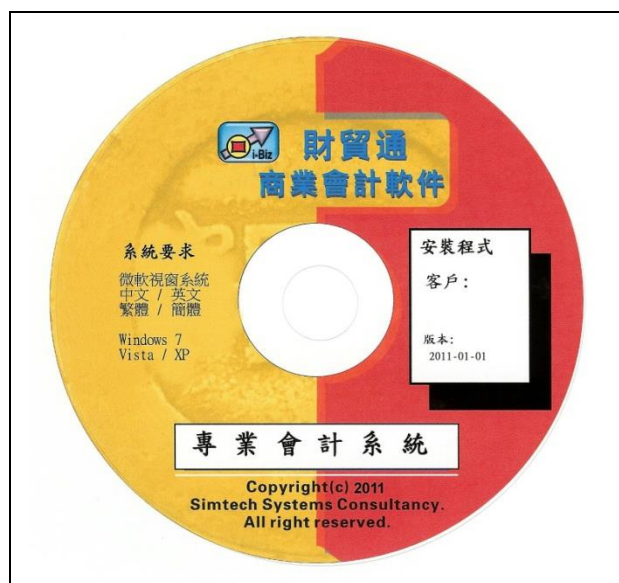 i-Biz
財貿通
商業會計軟件
系統要求
微軟視窗系統
中文 / 英文
繁體 / 簡體
Windows 7
Vista / XP
安裝程式
客戶:
版本:
2011-01-01
專業會計系統
Copyright(c) 2011
Simtech Systems Consultancy.
All right reserved.